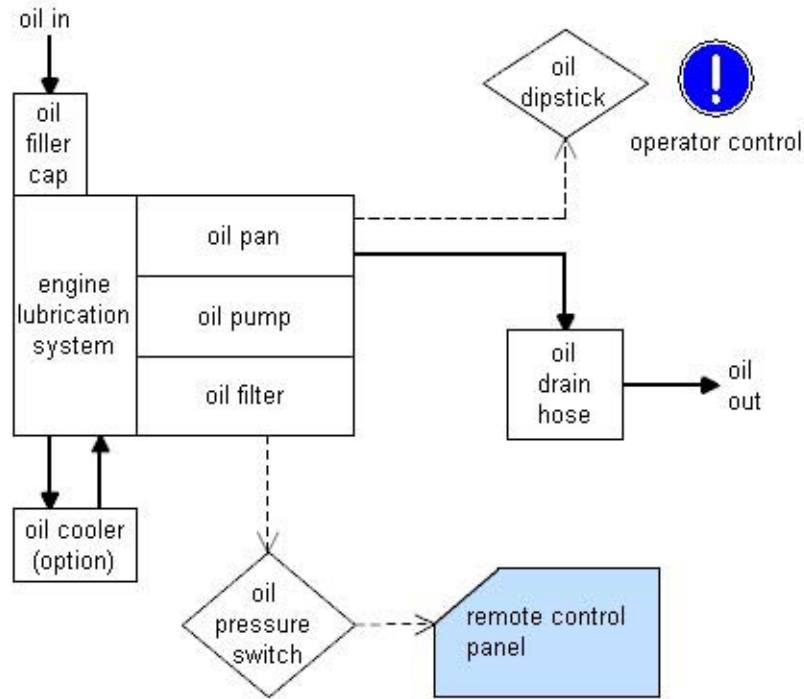 oil in
oil
filler
cap
oil
dipstick
operator control
engine
lubrication
system
oil pan
oil pump
oil filter
oil
drain
hose
oil
out
oil cooler
(option)
oil
pressure
switch
remote control
panel